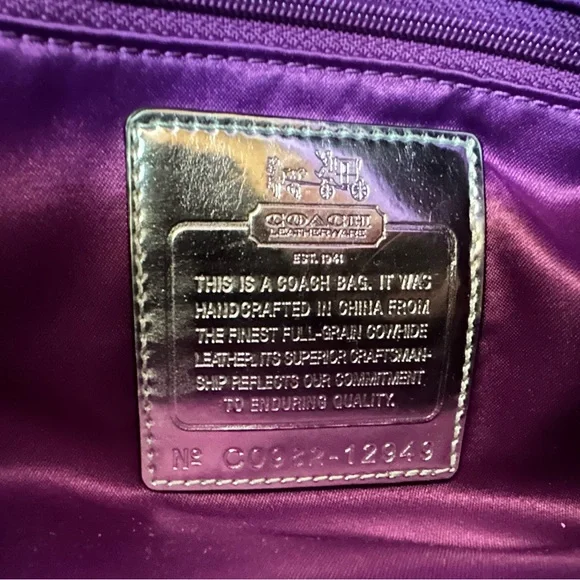 COACH
LEATHERWARE
EST. 1941
THIS IS A COACH BAG. IT WAS
HANDCRAFTED IN CHINA FROM
THE FINEST FULL-GRAIN COWHIDE
LEATHER. ITS SUPERIOR CRAFTSMAN-
SHIP REFLECTS OUR COMMITMENT
TO ENDURING QUALITY.
Nº